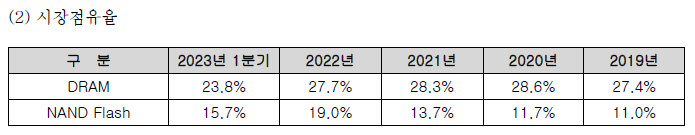 (2) 시장점유율
구 분 2023년 1분기 2022년 2021년 2020년 2019년
DRAM 23.8% 27.7% 28.3% 28.6% 27.4%
NAND Flash 15.7% 19.0% 13.7% 11.7% 11.0%